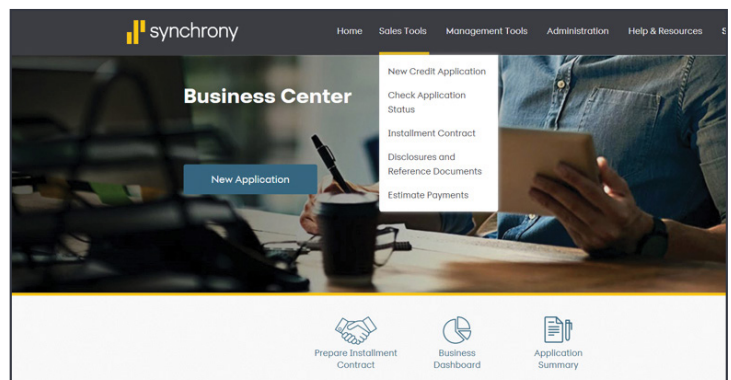 synchrony
Home Sales Tools Management Tools Administration Help & Resources S
New Credit Application
Check Application
Status
Installment Contract
Disclosures and
Reference Documents
Estimate Payments
Business Center
New Application
Prepare Installment
Contract
Business
Dashboard
Application
Summary